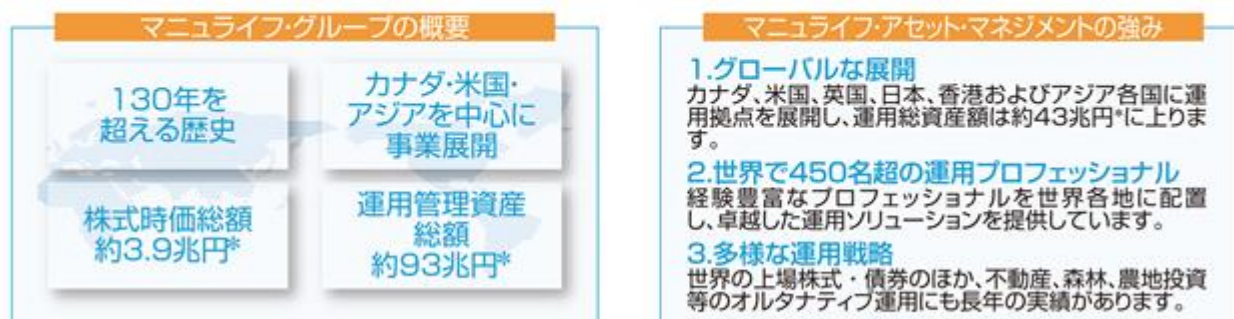 マニュライフ・グループの概要
130年を
超える歴史
カナダ・米国・
アジアを中心に
事業展開
株式時価総額
約3.9兆円*
運用管理資産
総額
約93兆円*
マニュライフ・アセット・マネジメントの強み
1.グローバルな展開
カナダ、米国、英国、日本、香港およびアジア各国に運
用拠点を展開し、運用総資産額は約43兆円*に上りま
す。
2.世界で450名超の運用プロフェッショナル
経験豊富なプロフェッショナルを世界各地に配置
し、卓越した運用ソリューションを提供しています。
3.多様な運用戦略
世界の上場株式・債券のほか、不動産、森林、農地投資
等のオルタナティブ運用にも長年の実績があります。